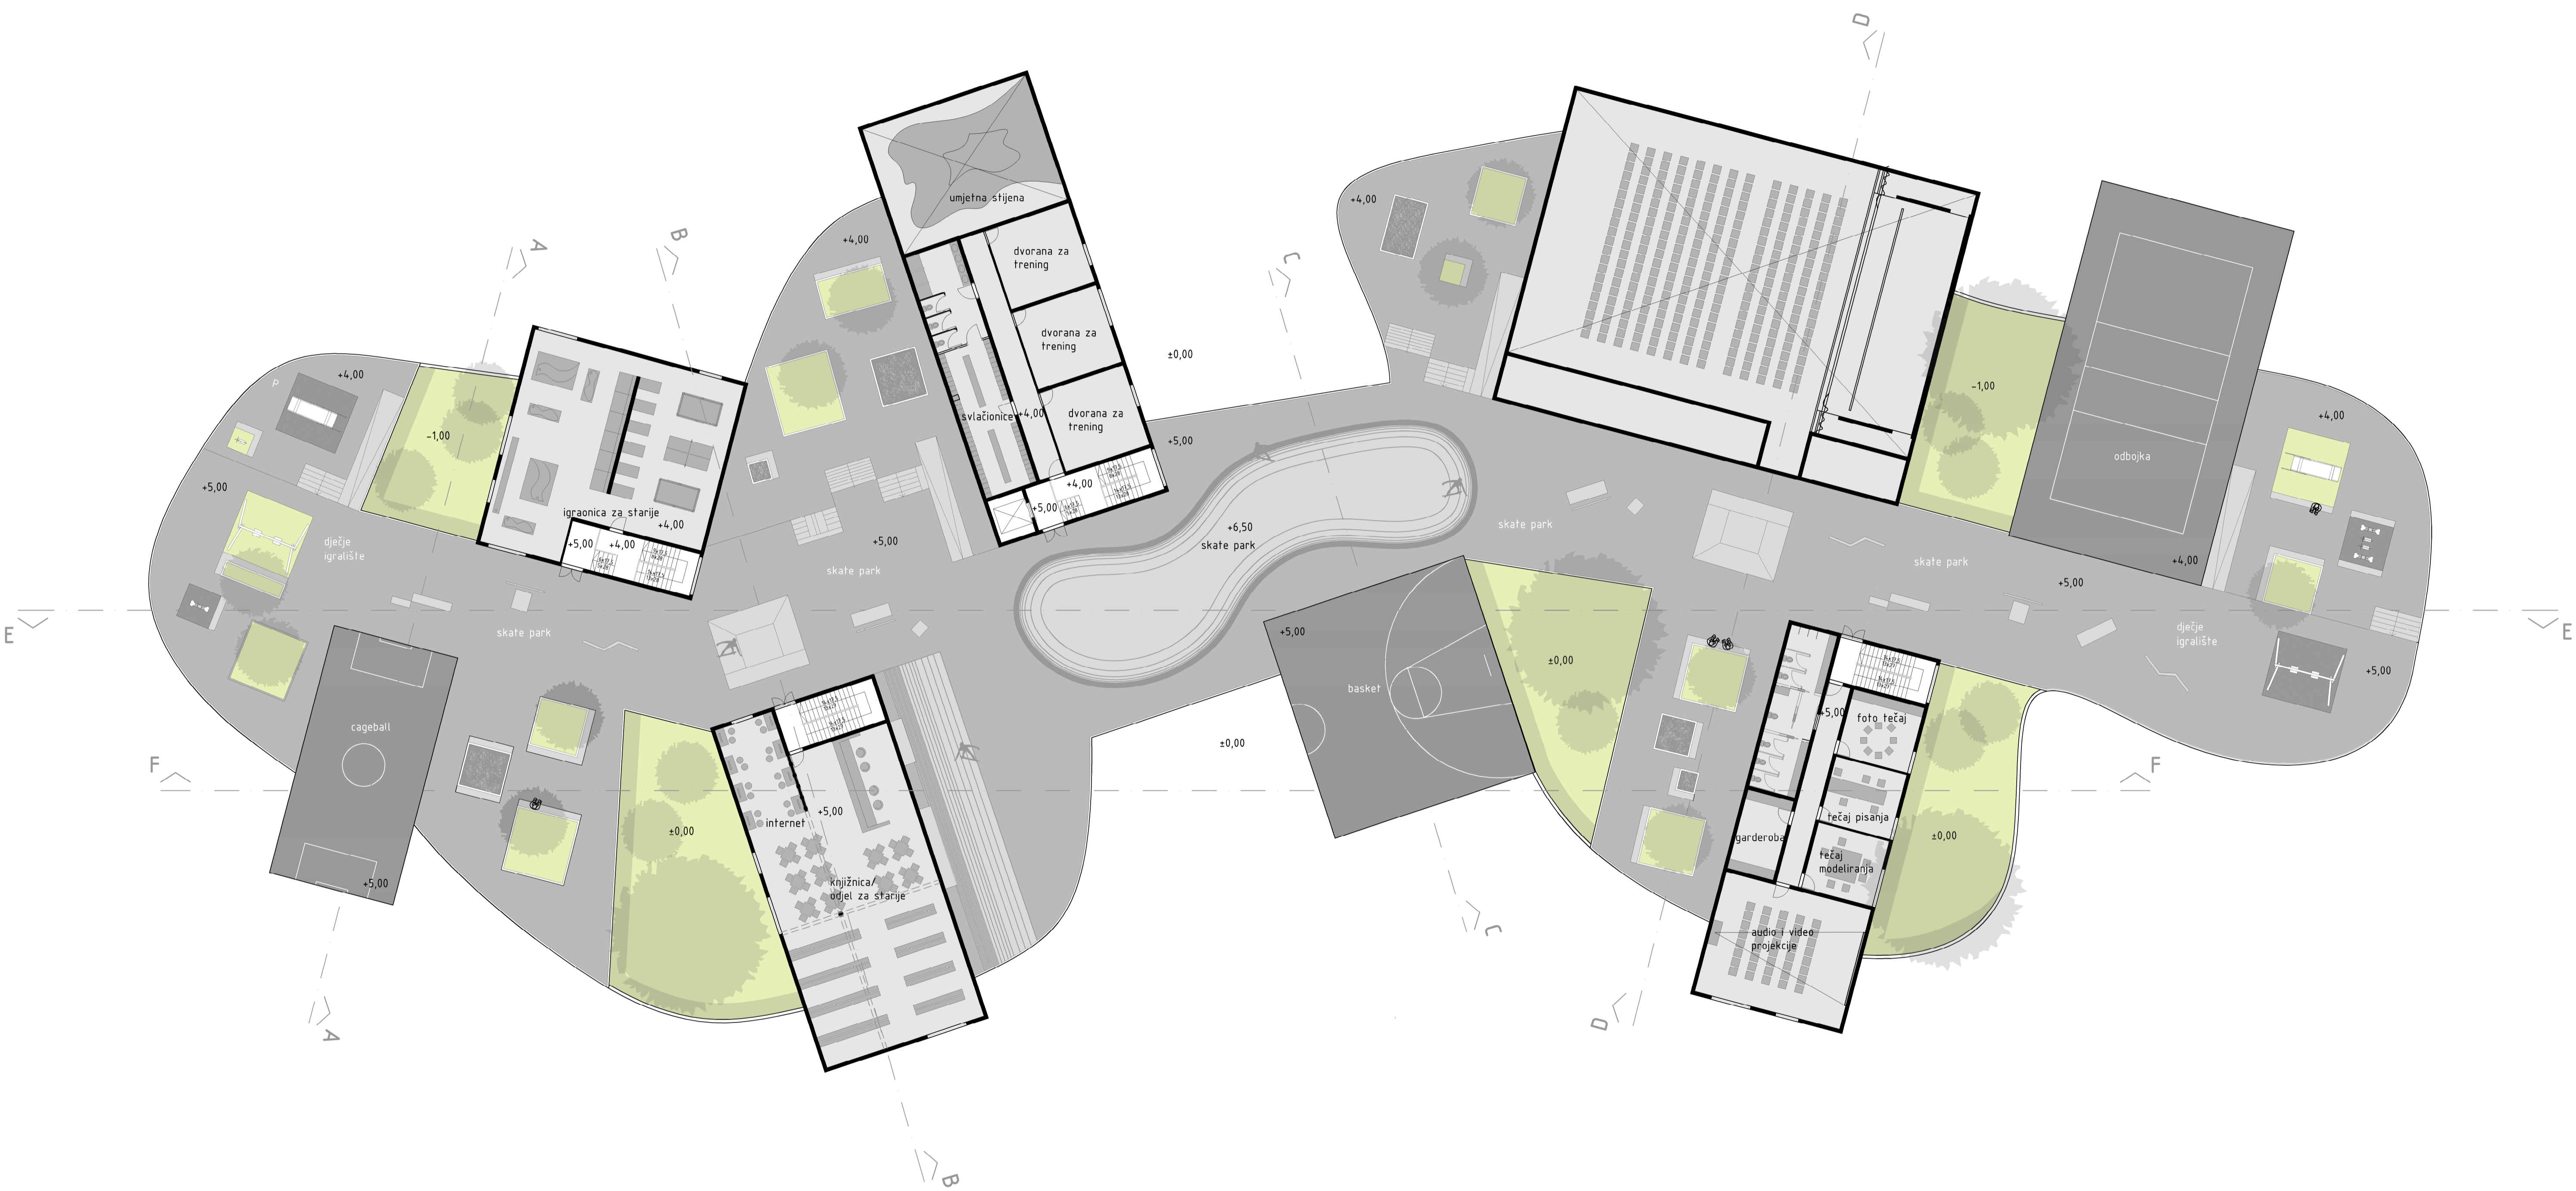 D
+4,00
umjetna stijena
B
A
+4,00
dvorana za
trening
C
dvorana za
trening
±0,00
P
+4,00
-1,00
-1,00
+4,00
svlačionice
+4,00
dvorana za
trening
+5,00
odbojka
+5,00
igraonica za starije
+4,00
+4,00
+5,00
+6,50
skate park
skate park
dječje
igralište
+5,00
+4,00
+5,00
skate park
skate park
+4,00
+5,00
E
skate park
+5,00
basket
±0,00
dječje
igralište
+5,00
E
cageball
+5,00
foto tečaj
F
±0,00
F
±0,00
internet
+5,00
tečaj pisanja
garderoba
±0,00
tečaj
modeliranja
+5,00
knjižnica/
odjel za starije
audio i video
projekcije
C
D
A
B